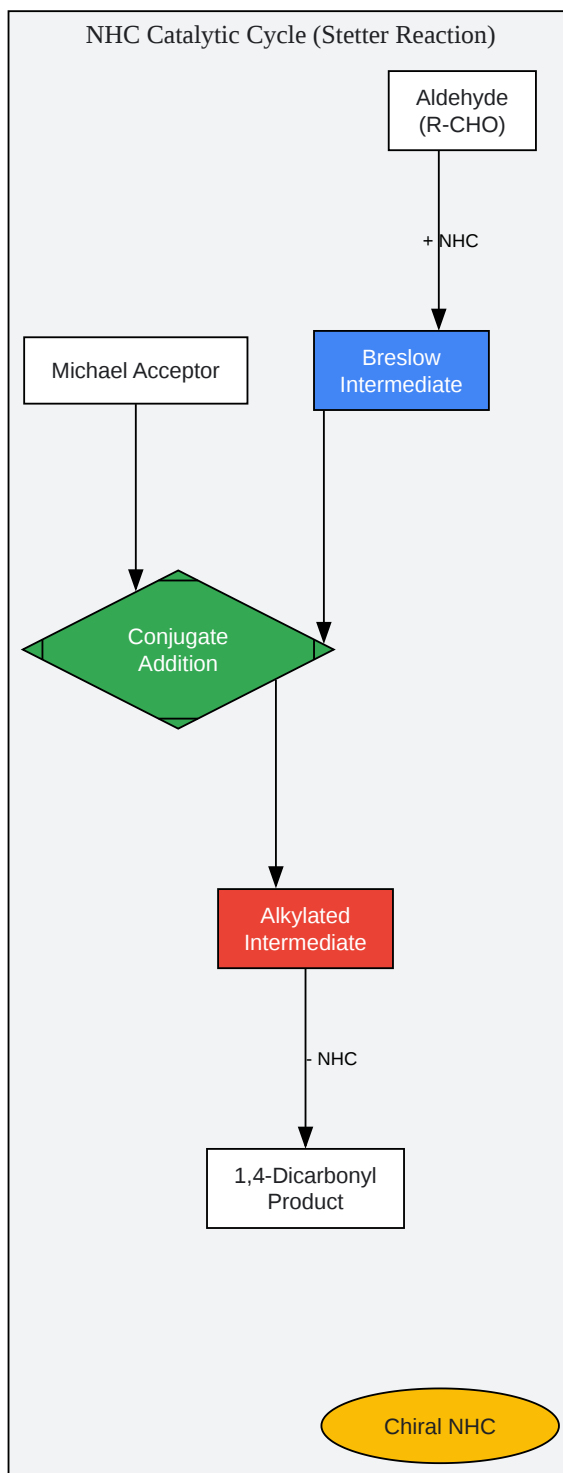 NHC Catalytic Cycle (Stetter Reaction)
Aldehyde
(R-CHO)
+ NHC
Michael Acceptor
Breslow
Intermediate
Conjugate
Addition
Alkylated
Intermediate
- NHC
1,4-Dicarbonyl
Product
Chiral NHC